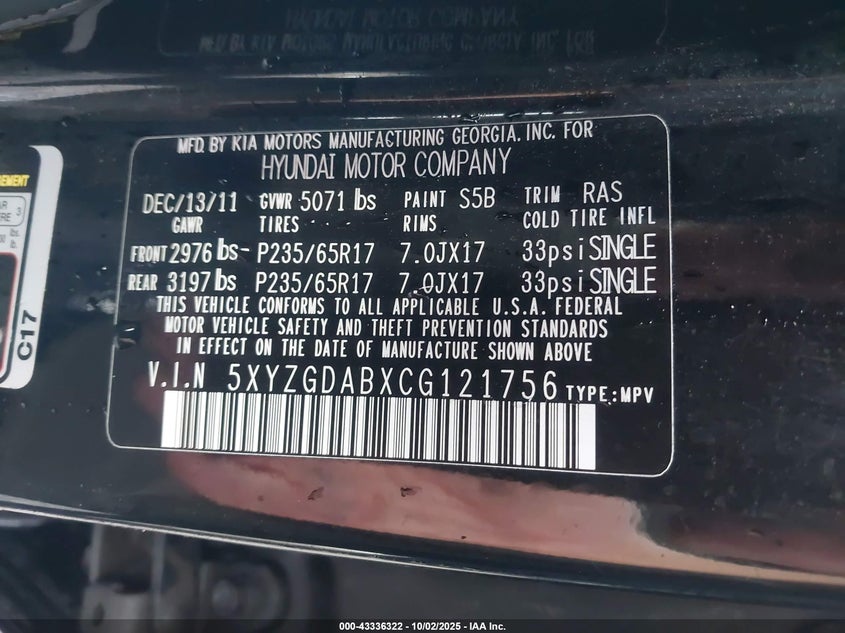 MFD. BY KIA MOTORS MANUFACTURING GEORGIA. INC. FOR
HYUNDAI MOTOR COMPANY
DEC/13/11 GVWR 5071 lbs PAINT S5B TRIM RAS
GAWR TIRES RIMS COLD TIRE INFL
FRONT 2976 lbs- P235/65R17 7.0JX17 33psi SINGLE
REAR 3197 lbs P235/65R17 7.0JX17 33psi SINGLE
THIS VEHICLE CONFORMS TO ALL APPLICABLE U.S.A. FEDERAL
MOTOR VEHICLE SAFETY AND THEFT PREVENTION STANDARDS
IN EFFECT ON THE DATE OF MANUFACTURE SHOWN ABOVE
V.I.N 5XYZGDABXCG121756 TYPE:MPV
C17
000-43336322 - 10/02/2025 - IAA Inc.